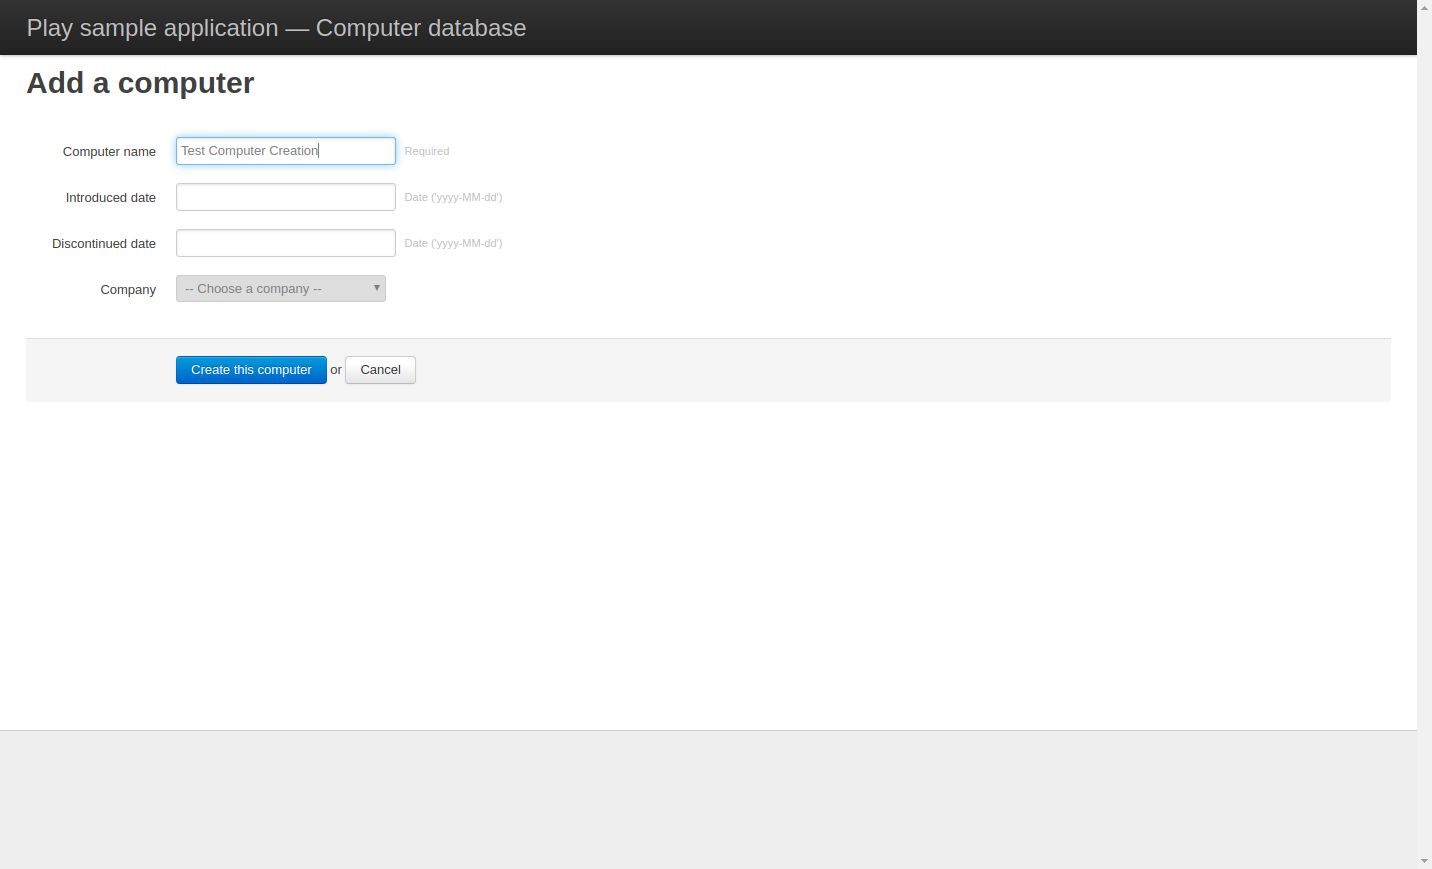 Play sample application — Computer database
Add a computer
Computer name Test Computer Creation Required
Introduced date Date ('yyyy-MM-dd')
Discontinued date Date ('yyyy-MM-dd')
Company -- Choose a company --
Create this computer or Cancel